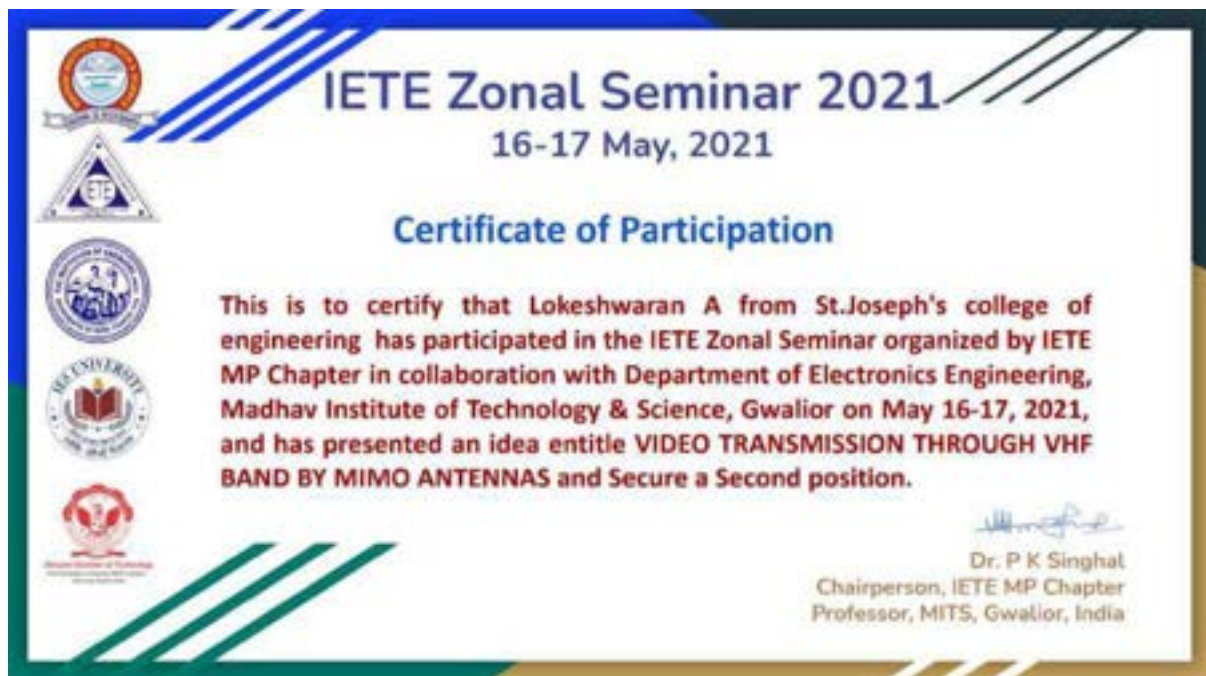 IETE Zonal Seminar 2021
16-17 May, 2021
Certificate of Participation
This is to certify that Lokeshwaran A from St.Joseph's college of
engineering has participated in the IETE Zonal Seminar organized by IETE
MP Chapter in collaboration with Department of Electronics Engineering,
Madhav Institute of Technology & Science, Gwalior on May 16-17, 2021,
and has presented an idea entitle VIDEO TRANSMISSION THROUGH VHF
BAND BY MIMO ANTENNAS and Secure a Second position.
Dr. P K Singhal
Chairperson, IETE MP Chapter
Professor, MITS, Gwalior, India
IETE
IES UNIVERSITY